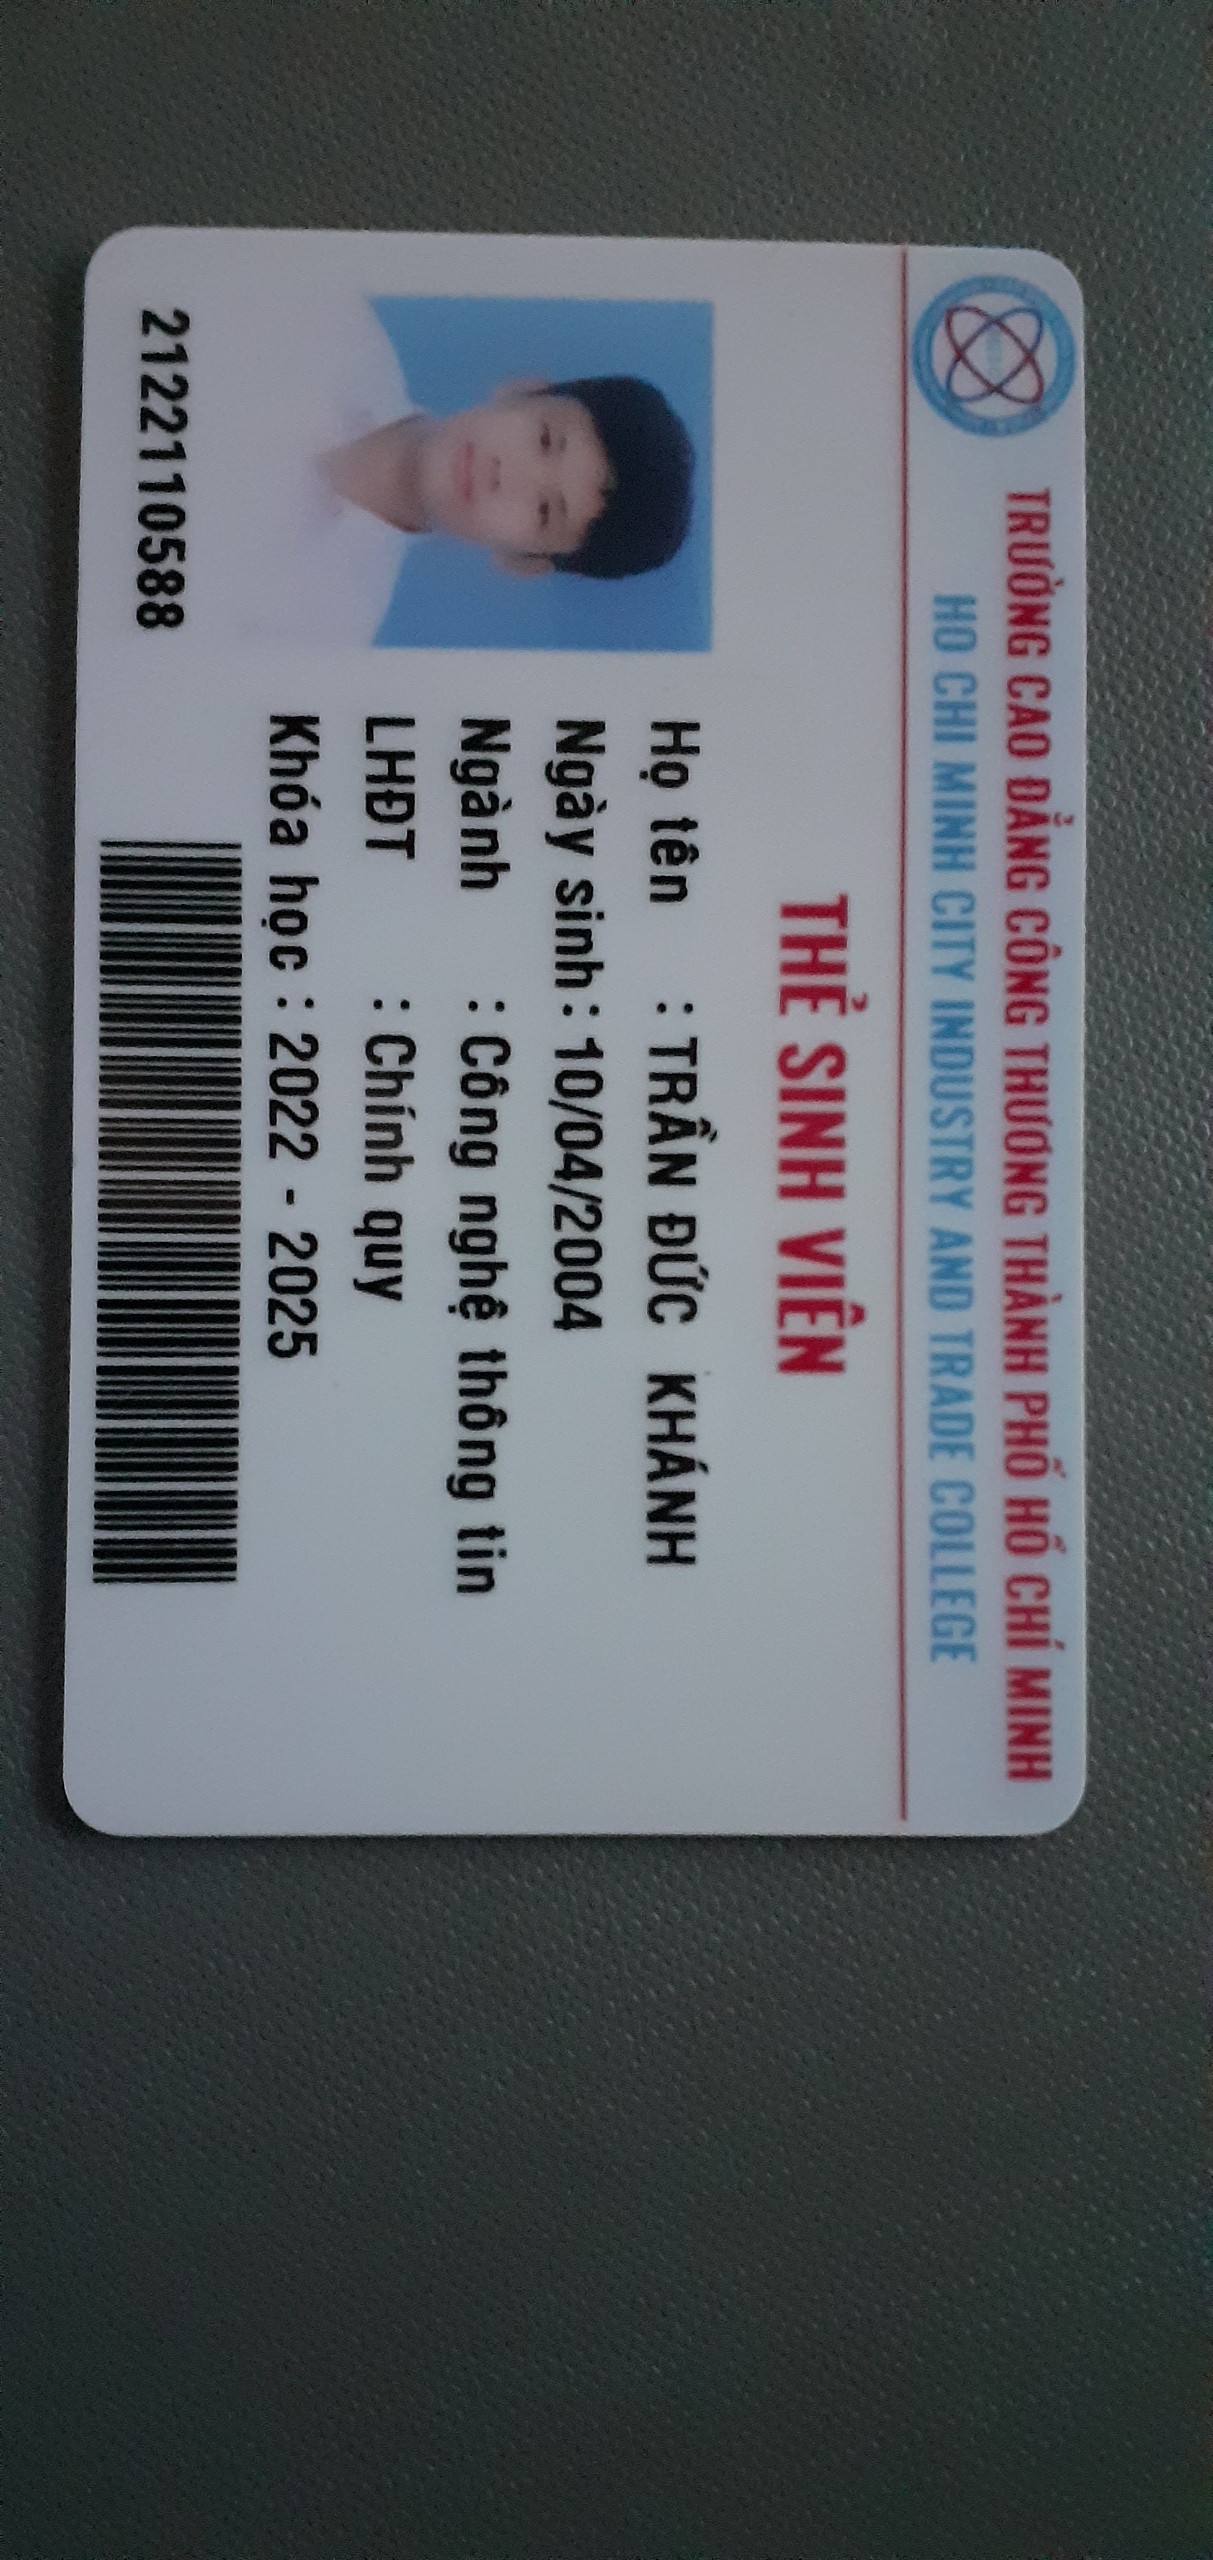 TRƯỜNG CAO ĐẲNG CÔNG THƯƠNG THÀNH PHỐ HỒ CHÍ MINH
HO CHI MINH CITY INDUSTRY AND TRADE COLLEGE
THẺ SINH VIÊN
Họ tên : TRẦN ĐỨC KHÁNH
Ngày sinh : 10/04/2004
Ngành : Công nghệ thông tin
LHĐT : Chính quy
Khóa học : 2022 - 2025
2122110588